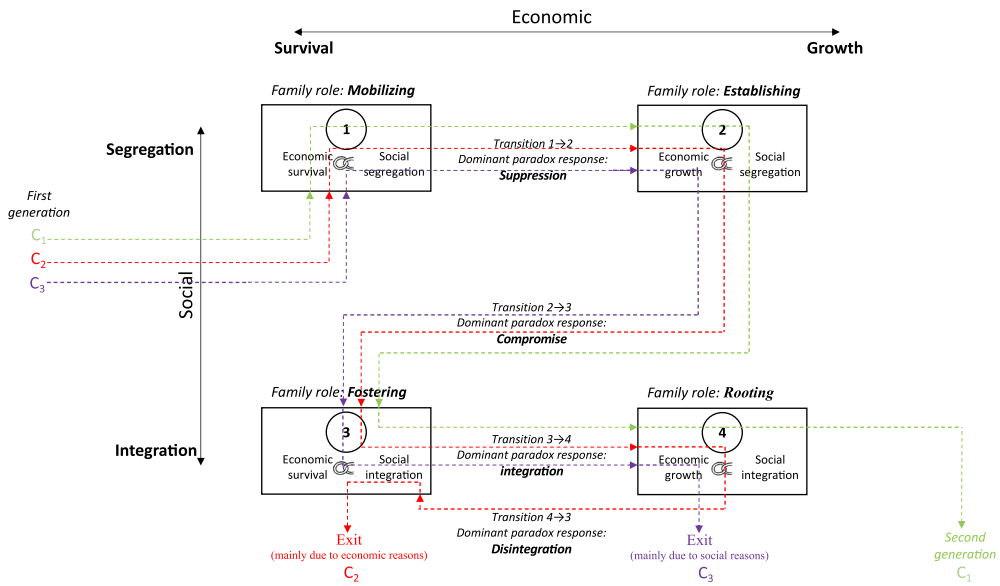 Economic
Survival
Growth
Family role: Mobilizing
Family role: Establishing
1
2
Segregation
Transition 1→2
Dominant paradox response:
Suppression
Economic
survival
Social
segregation
Economic
growth
Social
segregation
First
generation
C1
C2
C3
Social
Transition 2→3
Dominant paradox response:
Compromise
Family role: Fostering
Family role: Rooting
3
4
Integration
Transition 3→4
Dominant paradox response:
integration
Economic
survival
Social
integration
Economic
growth
Social
integration
Transition 4→3
Dominant paradox response:
Disintegration
Exit
(mainly due to economic reasons)
C2
Exit
(mainly due to social reasons)
C3
Second
generation
C1